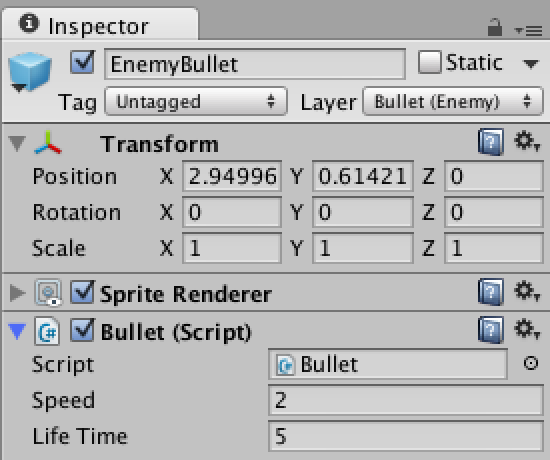 Inspector
EnemyBullet Static
Tag Untagged Layer Bullet (Enemy)
Transform
Position X 2.94996 Y 0.61421 Z 0
Rotation X 0 Y 0 Z 0
Scale X 1 Y 1 Z 1
Sprite Renderer
C# Bullet (Script)
Script C# Bullet
Speed 2
Life Time 5